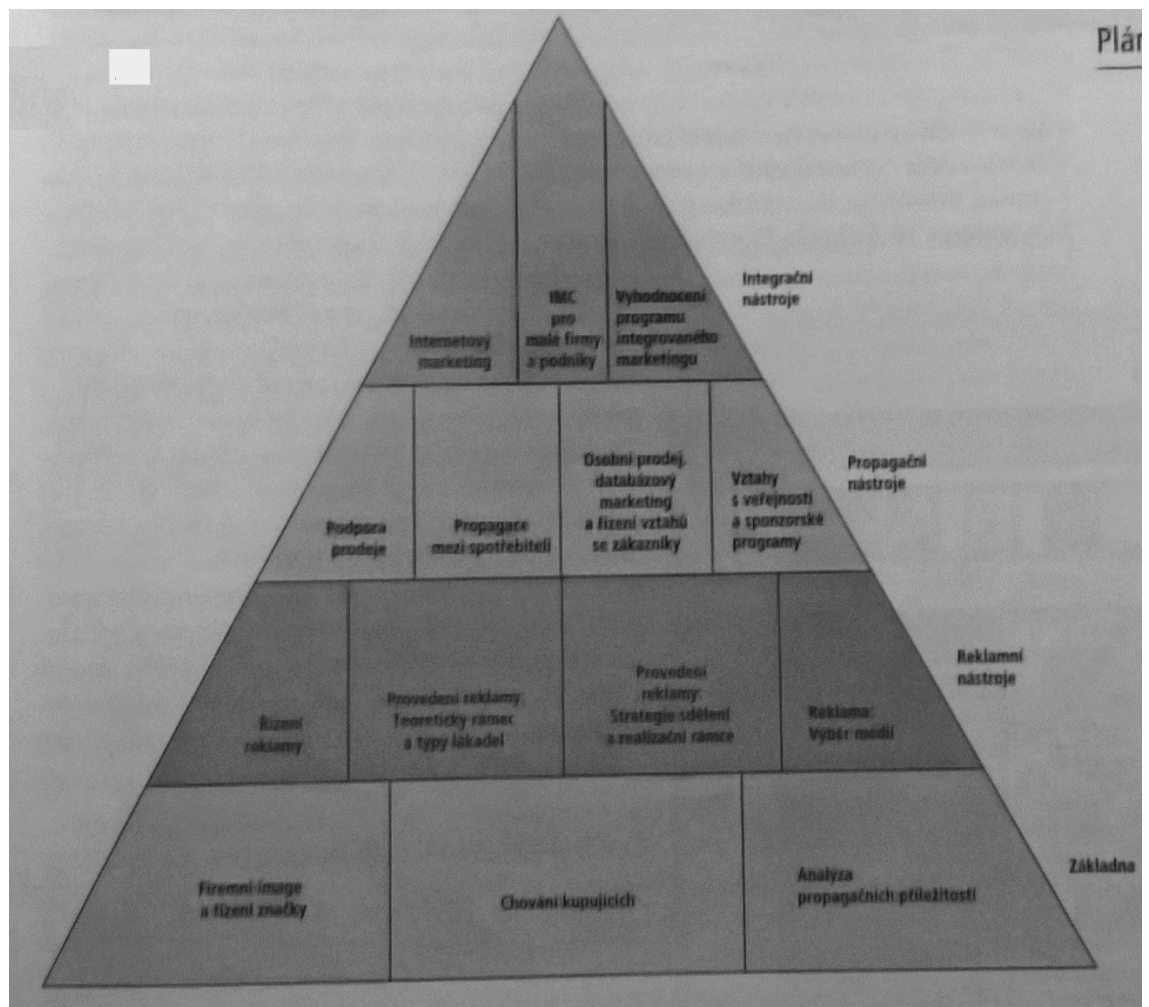 Plán
Integrační
nástroje
Internetový
marketing
IMC
pro
malé firmy
a podniky
Vyhodnocení
programu
integrovaného
marketingu
Propagační
nástroje
Podpora
prodeje
Propagace
mezi spotřebiteli
Osobní prodej,
databázový
marketing
a řízení vztahů
se zákazníky
Vztahy
s veřejností
a sponzorské
programy
Reklamní
nástroje
Řízení
reklamy
Provedení reklamy:
Teoretický rámec
a typy lákadel
Provedení
reklamy:
Strategie sdělení
a realizační rámce
Reklama:
Výběr médií
Základna
Firemní image
a řízení značky
Chování kupujících
Analýza
propagačních příležitostí